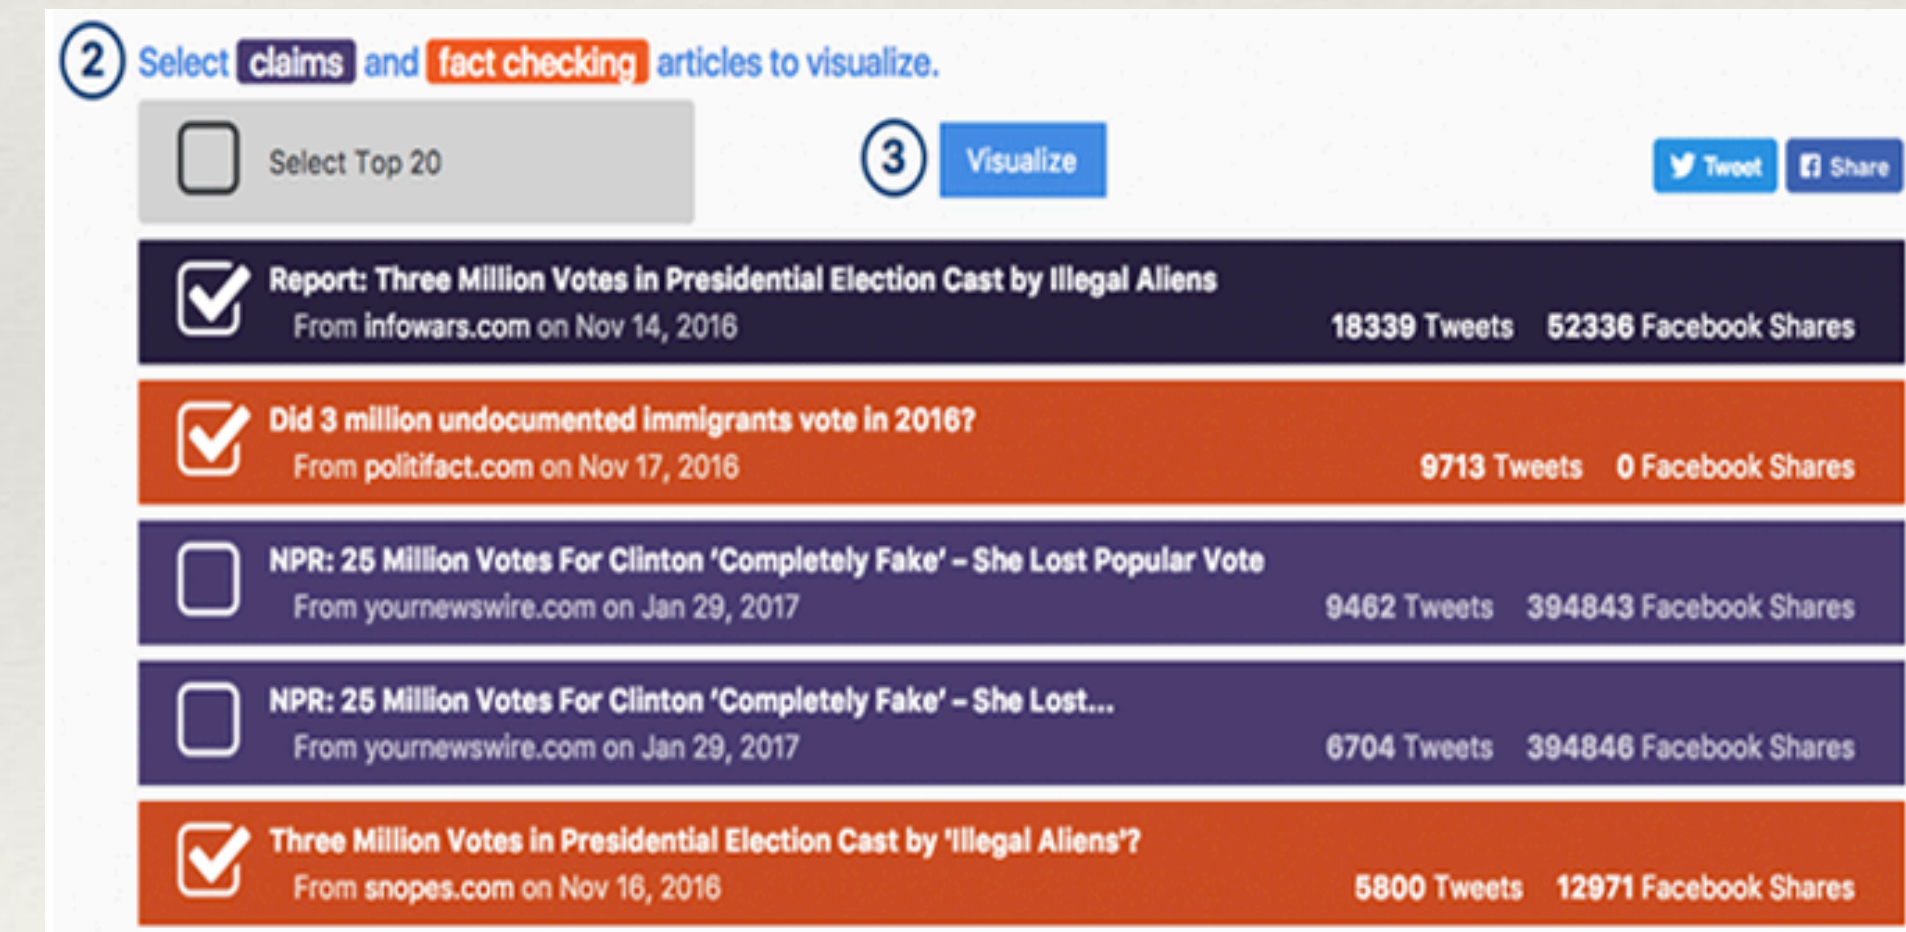 2 Select claims and fact checking articles to visualize.
Select Top 20 3 Visualize Tweet Share
Report: Three Million Votes in Presidential Election Cast by Illegal Aliens
From infowars.com on Nov 14, 2016 18339 Tweets 52336 Facebook Shares
Did 3 million undocumented immigrants vote in 2016?
From politifact.com on Nov 17, 2016 9713 Tweets 0 Facebook Shares
NPR: 25 Million Votes For Clinton ‘Completely Fake’ – She Lost Popular Vote
From yournewswire.com on Jan 29, 2017 9462 Tweets 394843 Facebook Shares
NPR: 25 Million Votes For Clinton ‘Completely Fake’ – She Lost...
From yournewswire.com on Jan 29, 2017 6704 Tweets 394846 Facebook Shares
Three Million Votes in Presidential Election Cast by 'Illegal Aliens'?
From snopes.com on Nov 16, 2016 5800 Tweets 12971 Facebook Shares